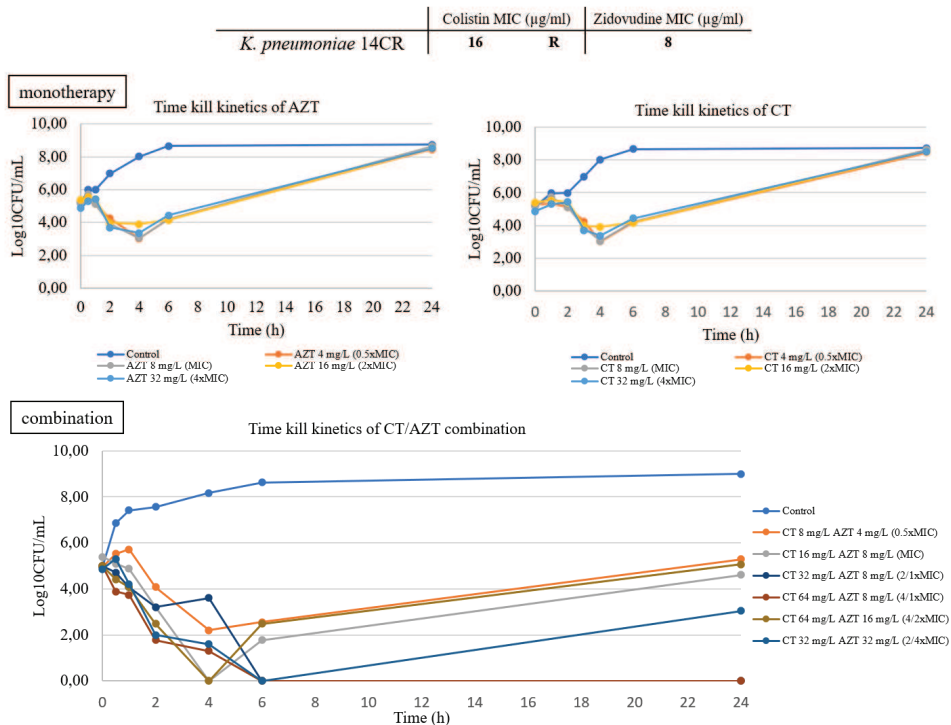 Colistin MIC (µg/ml) Zidovudine MIC (µg/ml)
K. pneumoniae 14CR 16 R 8
monotherapy
Time kill kinetics of AZT
10,00
8,00
6,00
4,00
2,00
0,00
Log10CFU/mL
0 2 4 6 8 10 12 14 16 18 20 22 24
Time (h)
Control AZT 4 mg/L (0.5xMIC)
AZT 8 mg/L (MIC) AZT 16 mg/L (2xMIC)
AZT 32 mg/L (4xMIC)
Time kill kinetics of CT
10,00
8,00
6,00
4,00
2,00
0,00
Log10CFU/mL
0 2 4 6 8 10 12 14 16 18 20 22 24
Time (h)
Control CT 4 mg/L (0.5xMIC)
CT 8 mg/L (MIC) CT 16 mg/L (2xMIC)
CT 32 mg/L (4xMIC)
combination
Time kill kinetics of CT/AZT combination
10,00
8,00
6,00
4,00
2,00
0,00
Log10CFU/mL
0 2 4 6 8 10 12 14 16 18 20 22 24
Time (h)
Control
CT 8 mg/L AZT 4 mg/L (0.5xMIC)
CT 16 mg/L AZT 8 mg/L (MIC)
CT 32 mg/L AZT 8 mg/L (2/1xMIC)
CT 64 mg/L AZT 8 mg/L (4/1xMIC)
CT 64 mg/L AZT 16 mg/L (4/2xMIC)
CT 32 mg/L AZT 32 mg/L (2/4xMIC)